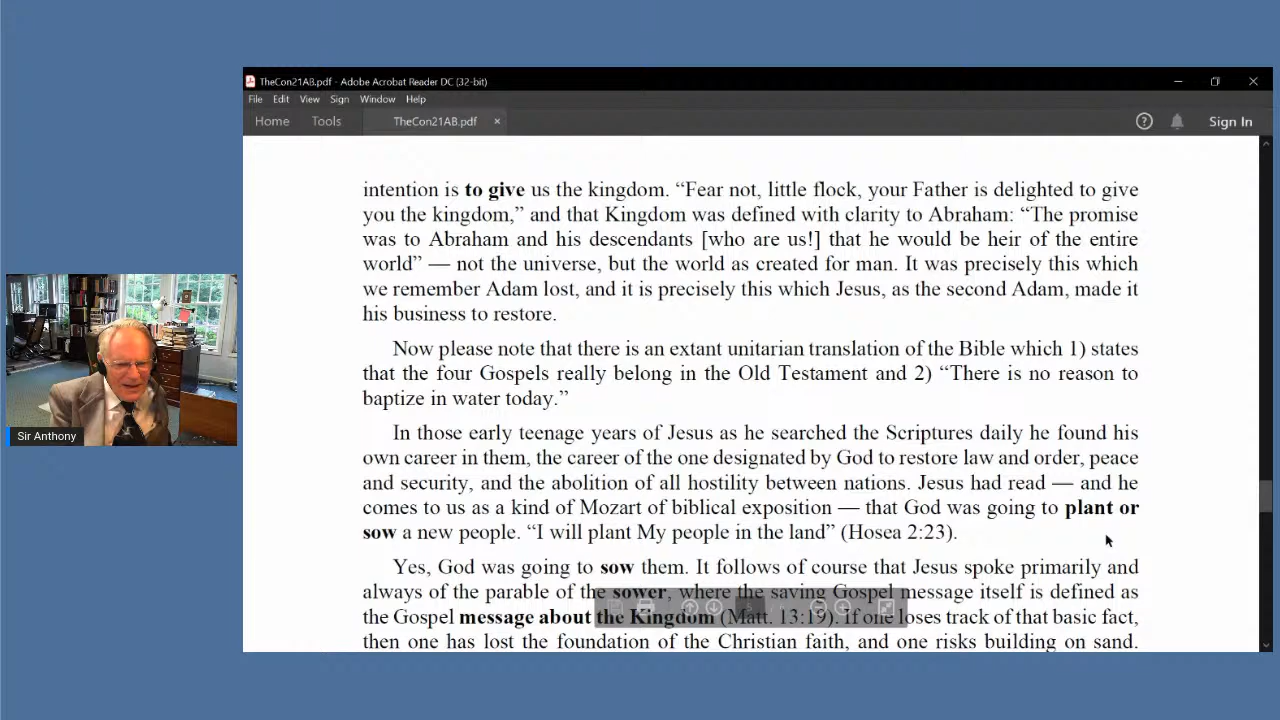 TheCon21AB.pdf - Adobe Acrobat Reader DC (32-bit)
File Edit View Sign Window Help
Home Tools TheCon21AB.pdf × Sign In
intention is to give us the kingdom. “Fear not, little flock, your Father is delighted to give
you the kingdom,” and that Kingdom was defined with clarity to Abraham: “The promise
was to Abraham and his descendants [who are us!] that he would be heir of the entire
world” — not the universe, but the world as created for man. It was precisely this which
we remember Adam lost, and it is precisely this which Jesus, as the second Adam, made it
his business to restore.
Now please note that there is an extant unitarian translation of the Bible which 1) states
that the four Gospels really belong in the Old Testament and 2) “There is no reason to
baptize in water today.”
In those early teenage years of Jesus as he searched the Scriptures daily he found his
own career in them, the career of the one designated by God to restore law and order, peace
and security, and the abolition of all hostility between nations. Jesus had read — and he
comes to us as a kind of Mozart of biblical exposition — that God was going to plant or
sow a new people. “I will plant My people in the land” (Hosea 2:23).
Yes, God was going to sow them. It follows of course that Jesus spoke primarily and
always of the parable of the sower, where the saving Gospel message itself is defined as
the Gospel message about the Kingdom (Matt. 13:19). If one loses track of that basic fact,
then one has lost the foundation of the Christian faith, and one risks building on sand.
Sir Anthony